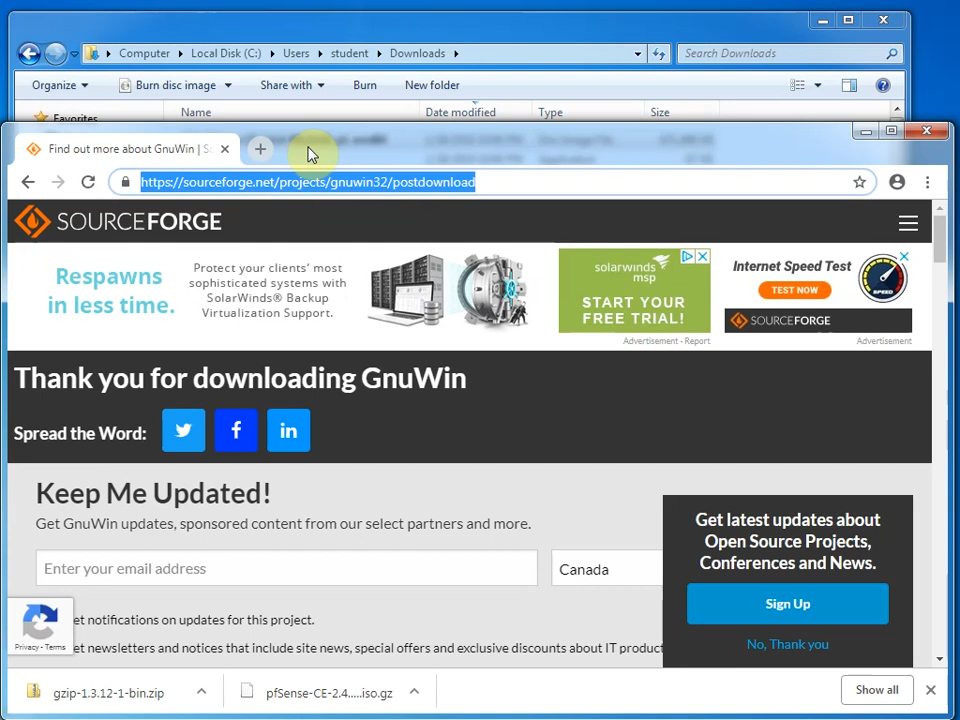 Computer Local Disk (C:) Users student Downloads Search Downloads
Organize Burn disc image Share with Burn New folder
Favorites Name Date modified Type Size
Find out more about GnuWin | S
https://sourceforge.net/projects/gnuwin32/postdownload
SOURCEFORGE
Respawns
in less time.
Protect your clients' most
sophisticated systems with
SolarWinds® Backup
Virtualization Support.
solarwinds
msp
START YOUR
FREE TRIAL!
Advertisement - Report
Internet Speed Test
TEST NOW
SPEED
SOURCEFORGE
Advertisement
Thank you for downloading GnuWin
Spread the Word:
Keep Me Updated!
Get GnuWin updates, sponsored content from our select partners and more.
Enter your email address
Canada
et notifications on updates for this project.
et newsletters and notices that include site news, special offers and exclusive discounts about IT product
Get latest updates about
Open Source Projects,
Conferences and News.
Sign Up
No, Thank you
Privacy - Terms
gzip-1.3.12-1-bin.zip
pfSense-CE-2.4.....iso.gz
Show all